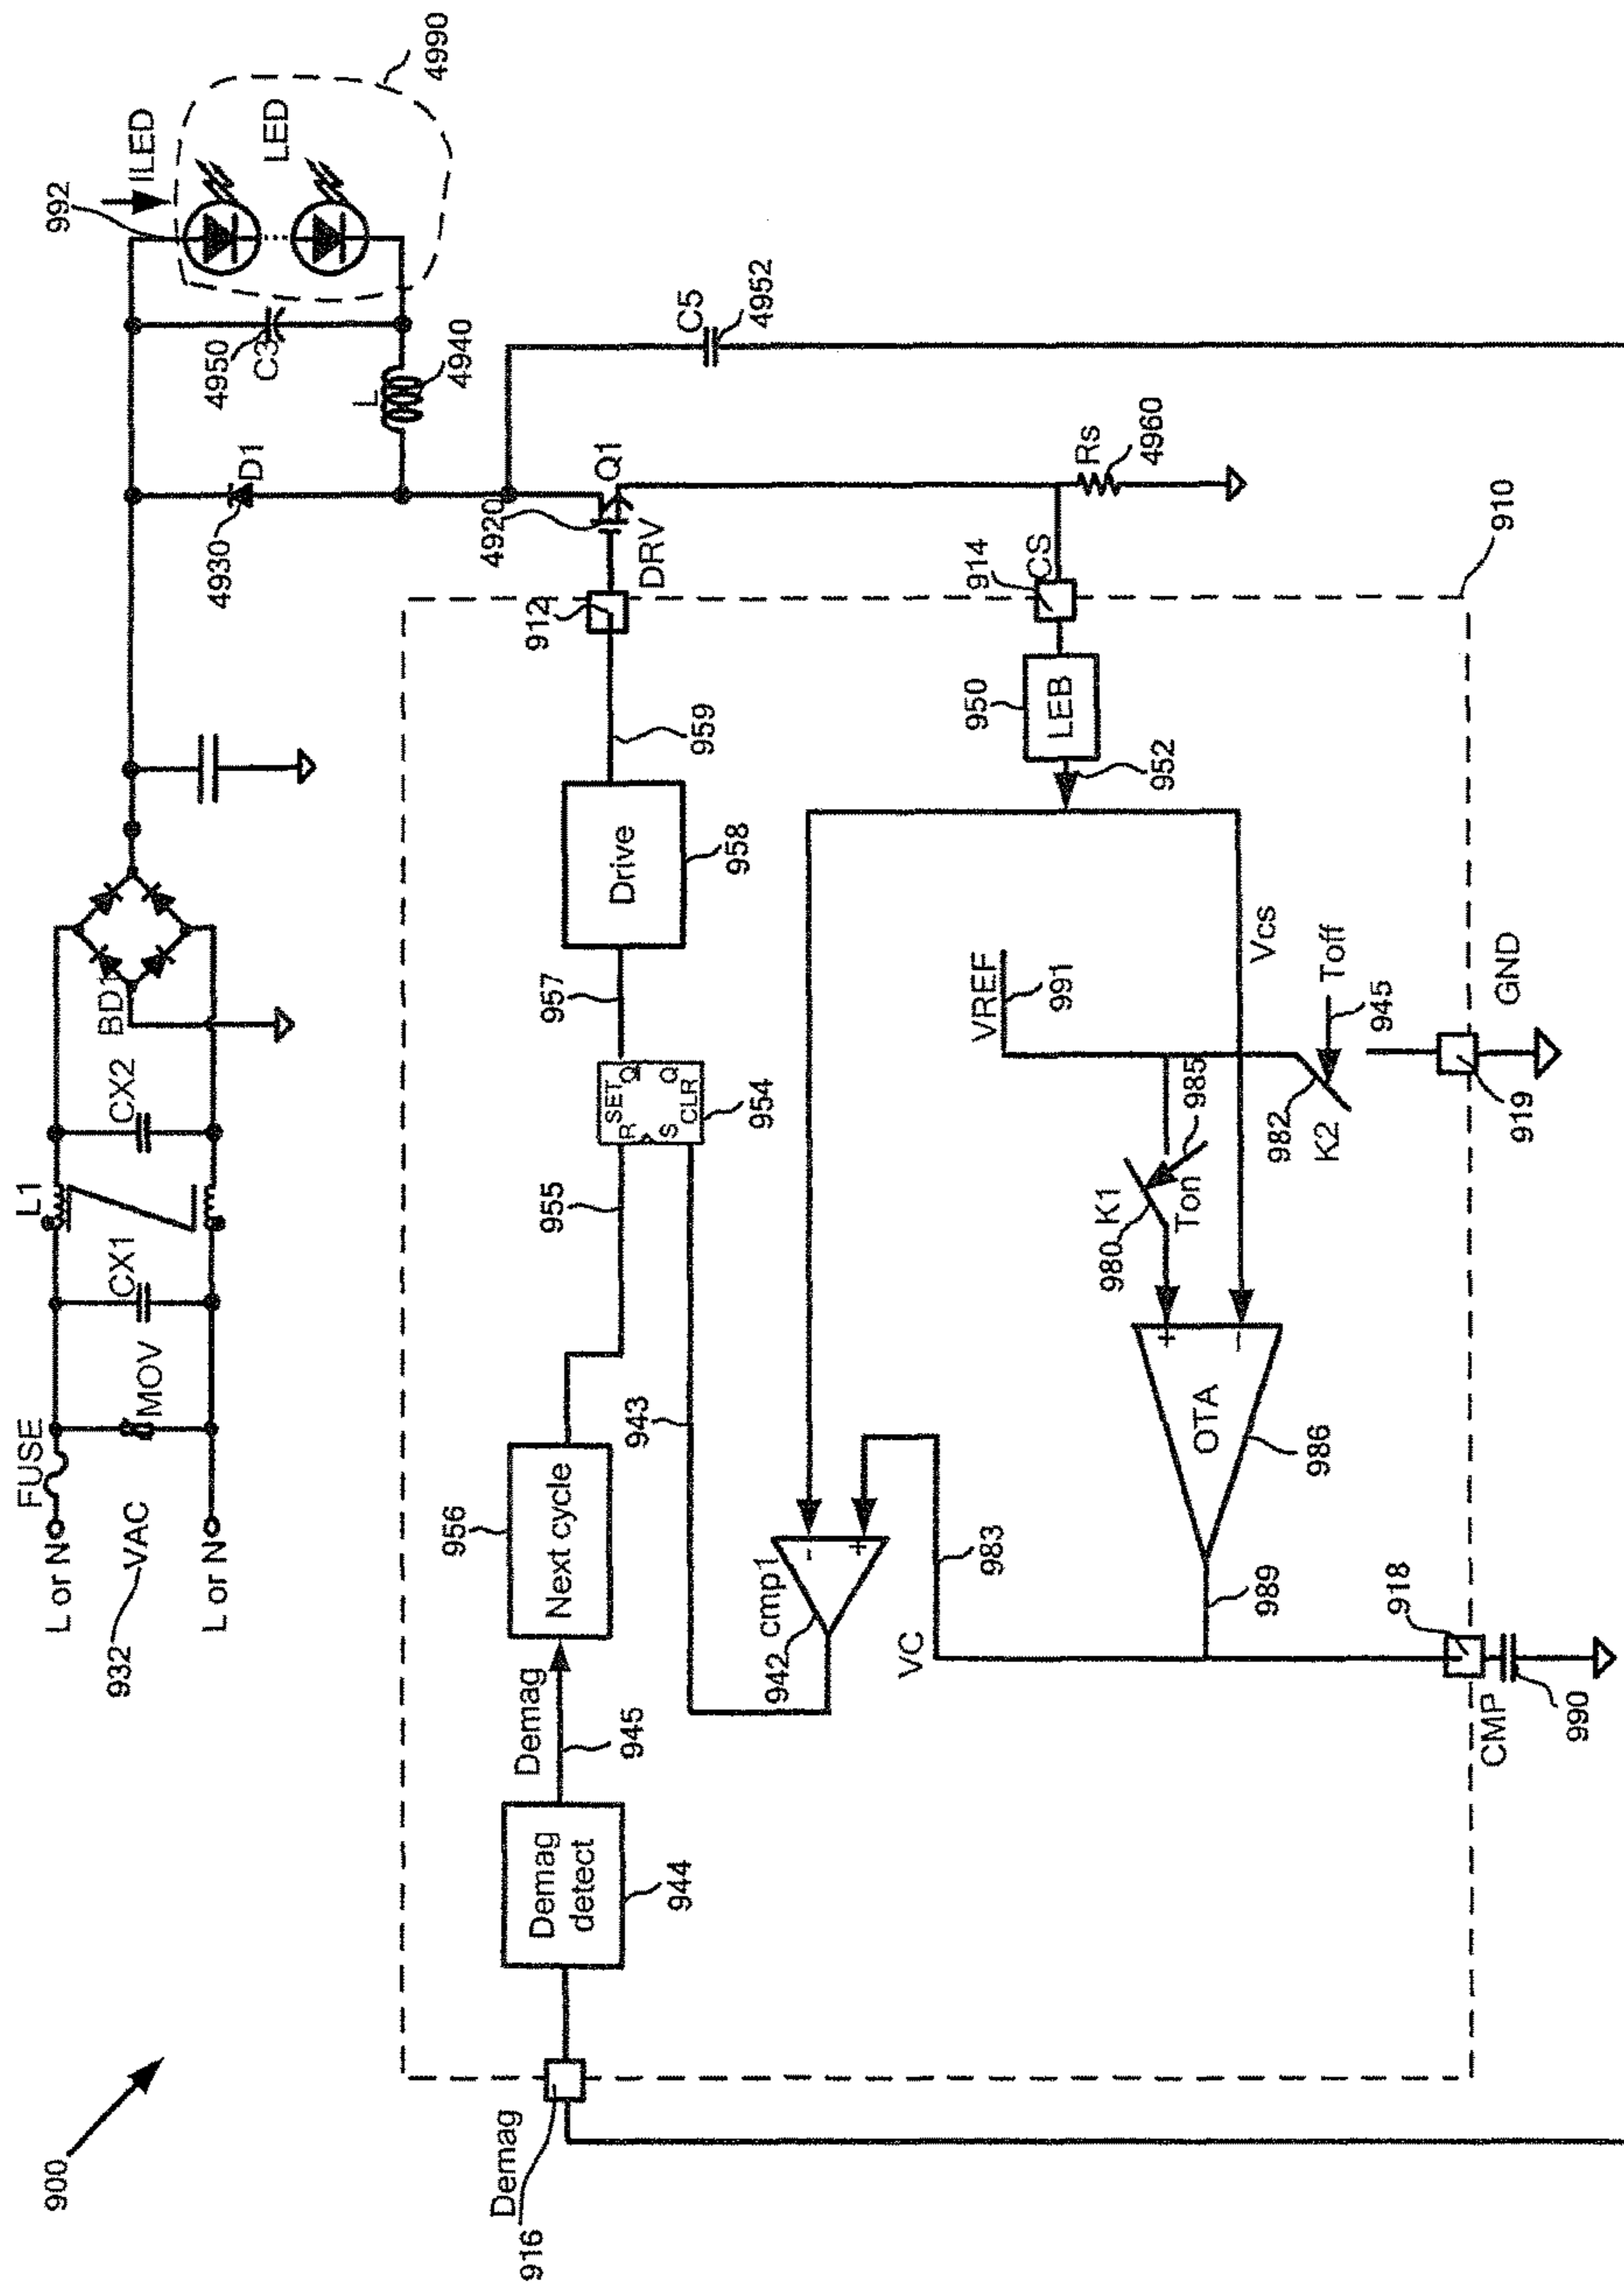 900
932
L or N
VAC
L or N
FUSE
MOV
CX1
L1
CX2
BD1
4930
D1
4950
C3
992
ILED
LED
4990
L
4940
4920
Q1
DRV
C5
4952
Demag
916
Demag
detect
944
Demag
945
956
Next cycle
955
943
SET
R
Q
S
Q
CLR
954
957
Drive
958
959
912
914
CS
Rs
4960
910
950
LEB
952
cmp1
942
-
+
VC
983
VREF
991
Vcs
980
K1
Ton
985
982
K2
Toff
945
+
-
OTA
986
989
918
CMP
990
919
GND